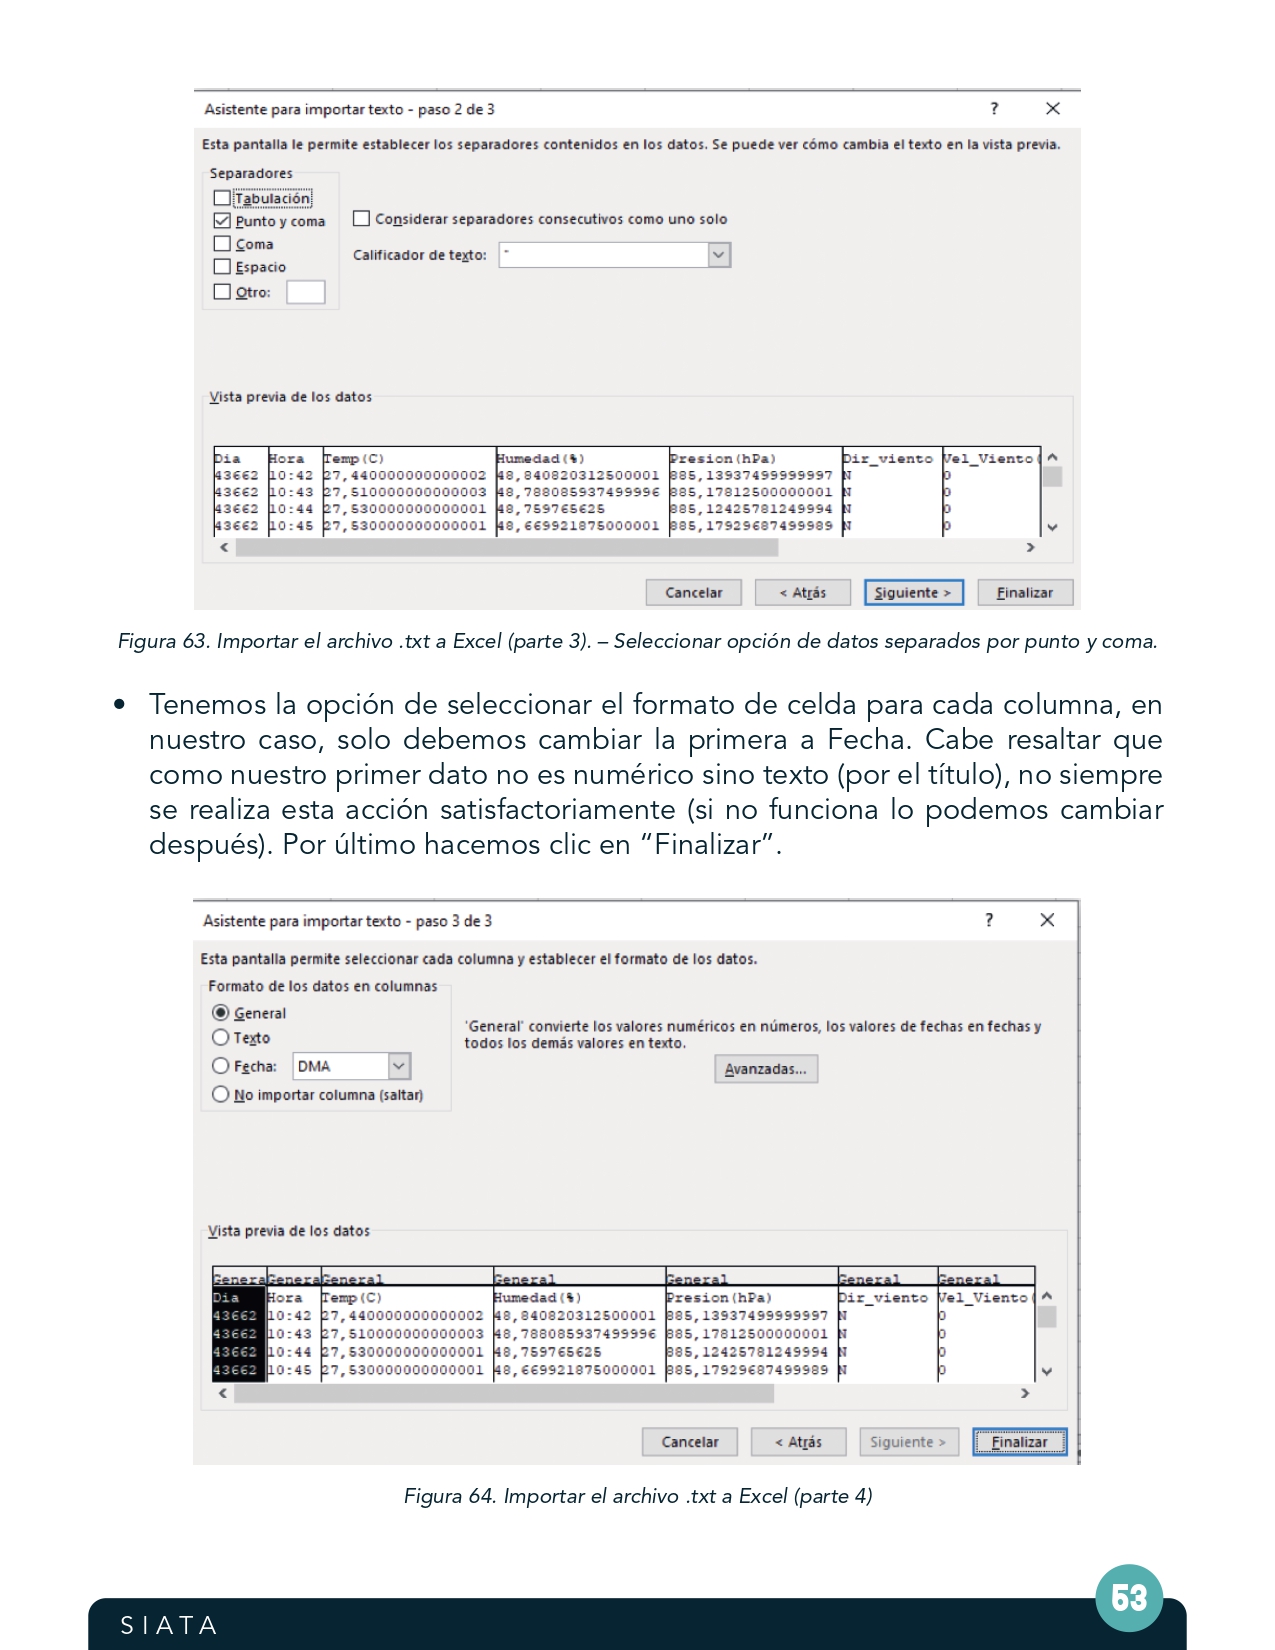 Asistente para importar texto - paso 2 de 3 ?
Esta pantalla le permite establecer los separadores contenidos en los datos. Se puede ver cómo cambia el texto en la vista previa.
Separadores
Tabulación
Punto y coma
Coma
Espacio
Otro:
Considerar separadores consecutivos como uno solo
Calificador de texto: "
Vista previa de los datos
Dia Hora Temp(C) Humedad(%) Presion(hPa) Dir_viento Vel_Viento(
43662 10:42 27,440000000000002 48,840820312500001 885,13937499999997 N 0
43662 10:43 27,510000000000003 48,788085937499996 885,17812500000001 N 0
43662 10:44 27,530000000000001 48,759765625 885,12425781249994 N 0
43662 10:45 27,530000000000001 48,669921875000001 885,17929687499989 N 0
Cancelar < Atrás Siguiente > Finalizar
Figura 63. Importar el archivo .txt a Excel (parte 3). – Seleccionar opción de datos separados por punto y coma.
• Tenemos la opción de seleccionar el formato de celda para cada columna, en
nuestro caso, solo debemos cambiar la primera a Fecha. Cabe resaltar que
como nuestro primer dato no es numérico sino texto (por el título), no siempre
se realiza esta acción satisfactoriamente (si no funciona lo podemos cambiar
después). Por último hacemos clic en “Finalizar”.
Asistente para importar texto - paso 3 de 3 ?
Esta pantalla permite seleccionar cada columna y establecer el formato de los datos.
Formato de los datos en columnas
General
Texto
Fecha: DMA
No importar columna (saltar)
'General' convierte los valores numéricos en números, los valores de fechas en fechas y
todos los demás valores en texto.
Avanzadas...
Vista previa de los datos
Genera Genera General General General General General
Dia Hora Temp(C) Humedad(%) Presion(hPa) Dir_viento Vel_Viento(
43662 10:42 27,440000000000002 48,840820312500001 885,13937499999997 N 0
43662 10:43 27,510000000000003 48,788085937499996 885,17812500000001 N 0
43662 10:44 27,530000000000001 48,759765625 885,12425781249994 N 0
43662 10:45 27,530000000000001 48,669921875000001 885,17929687499989 N 0
Cancelar < Atrás Siguiente > Finalizar
Figura 64. Importar el archivo .txt a Excel (parte 4)
53
SIATA